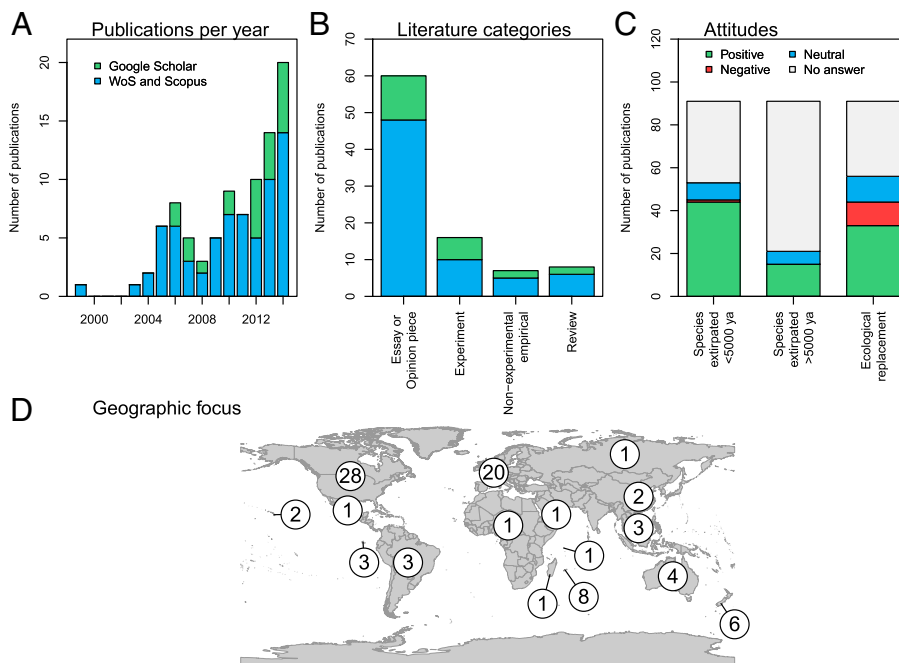 A Publications per year
Google Scholar
WoS and Scopus
Number of publications
0 5 10 15 20
2000 2004 2008 2012
B Literature categories
Number of publications
0 10 20 30 40 50 60 70
Essay or
Opinion piece
Experiment
Non−experimental
empirical
Review
C Attitudes
Positive Neutral
Negative No answer
Number of publications
0 20 40 60 80 100 120
Species
extirpated
<5000 ya
Species
extirpated
>5000 ya
Ecological
replacement
D Geographic focus
1
28 20
2
2 1 1 1 3
3 3 1
4
1 8
6